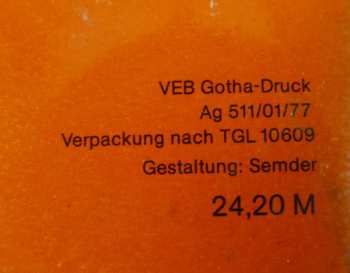 VEB Gotha-Druck
Ag 511/01/77
Verpackung nach TGL 10609
Gestaltung: Semder
24,20 M